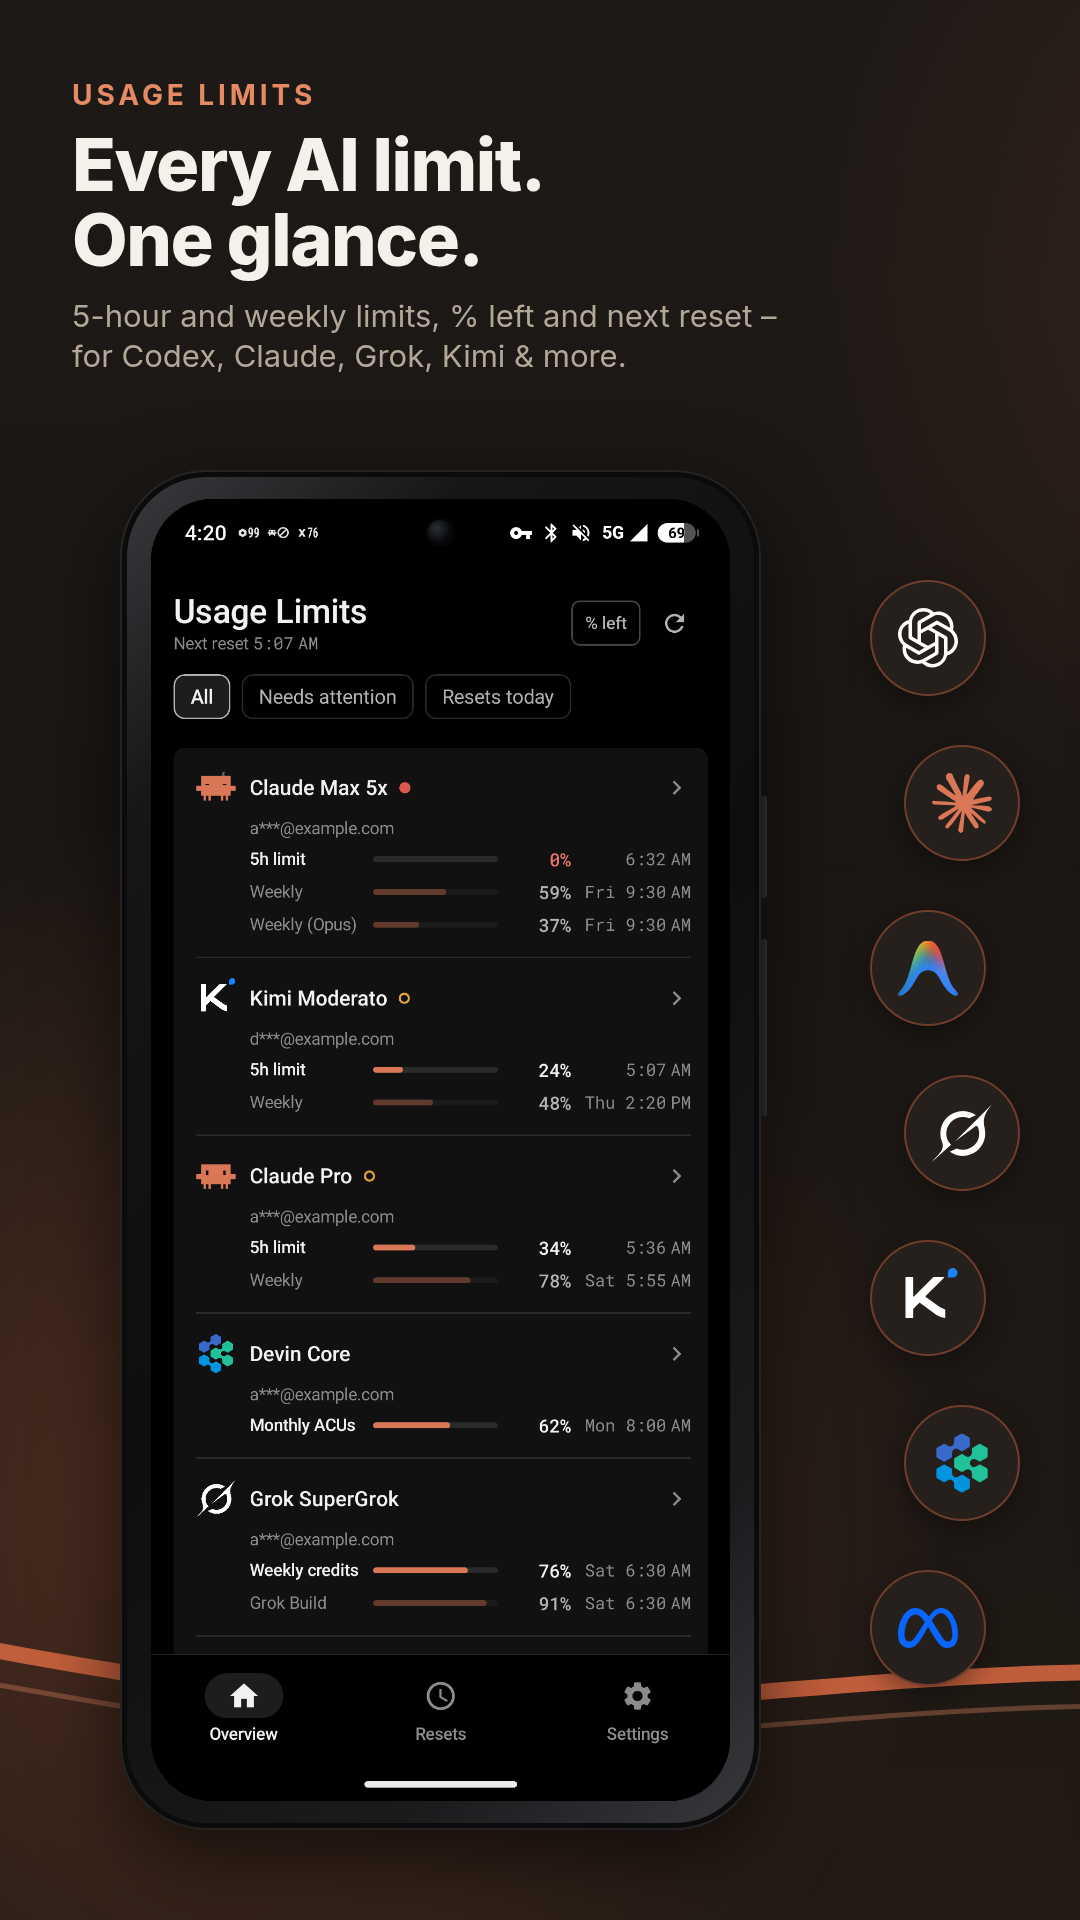 USAGE LIMITS
Every AI limit.
One glance.
5-hour and weekly limits, % left and next reset –
for Codex, Claude, Grok, Kimi & more.
4:20 99 x76 5G 69
Usage Limits
Next reset 5:07 AM
% left
All Needs attention Resets today
Claude Max 5x
a***@example.com
5h limit 0% 6:32 AM
Weekly 59% Fri 9:30 AM
Weekly (Opus) 37% Fri 9:30 AM
Kimi Moderato
d***@example.com
5h limit 24% 5:07 AM
Weekly 48% Thu 2:20 PM
Claude Pro
a***@example.com
5h limit 34% 5:36 AM
Weekly 78% Sat 5:55 AM
Devin Core
a***@example.com
Monthly ACUs 62% Mon 8:00 AM
Grok SuperGrok
a***@example.com
Weekly credits 76% Sat 6:30 AM
Grok Build 91% Sat 6:30 AM
Overview Resets Settings